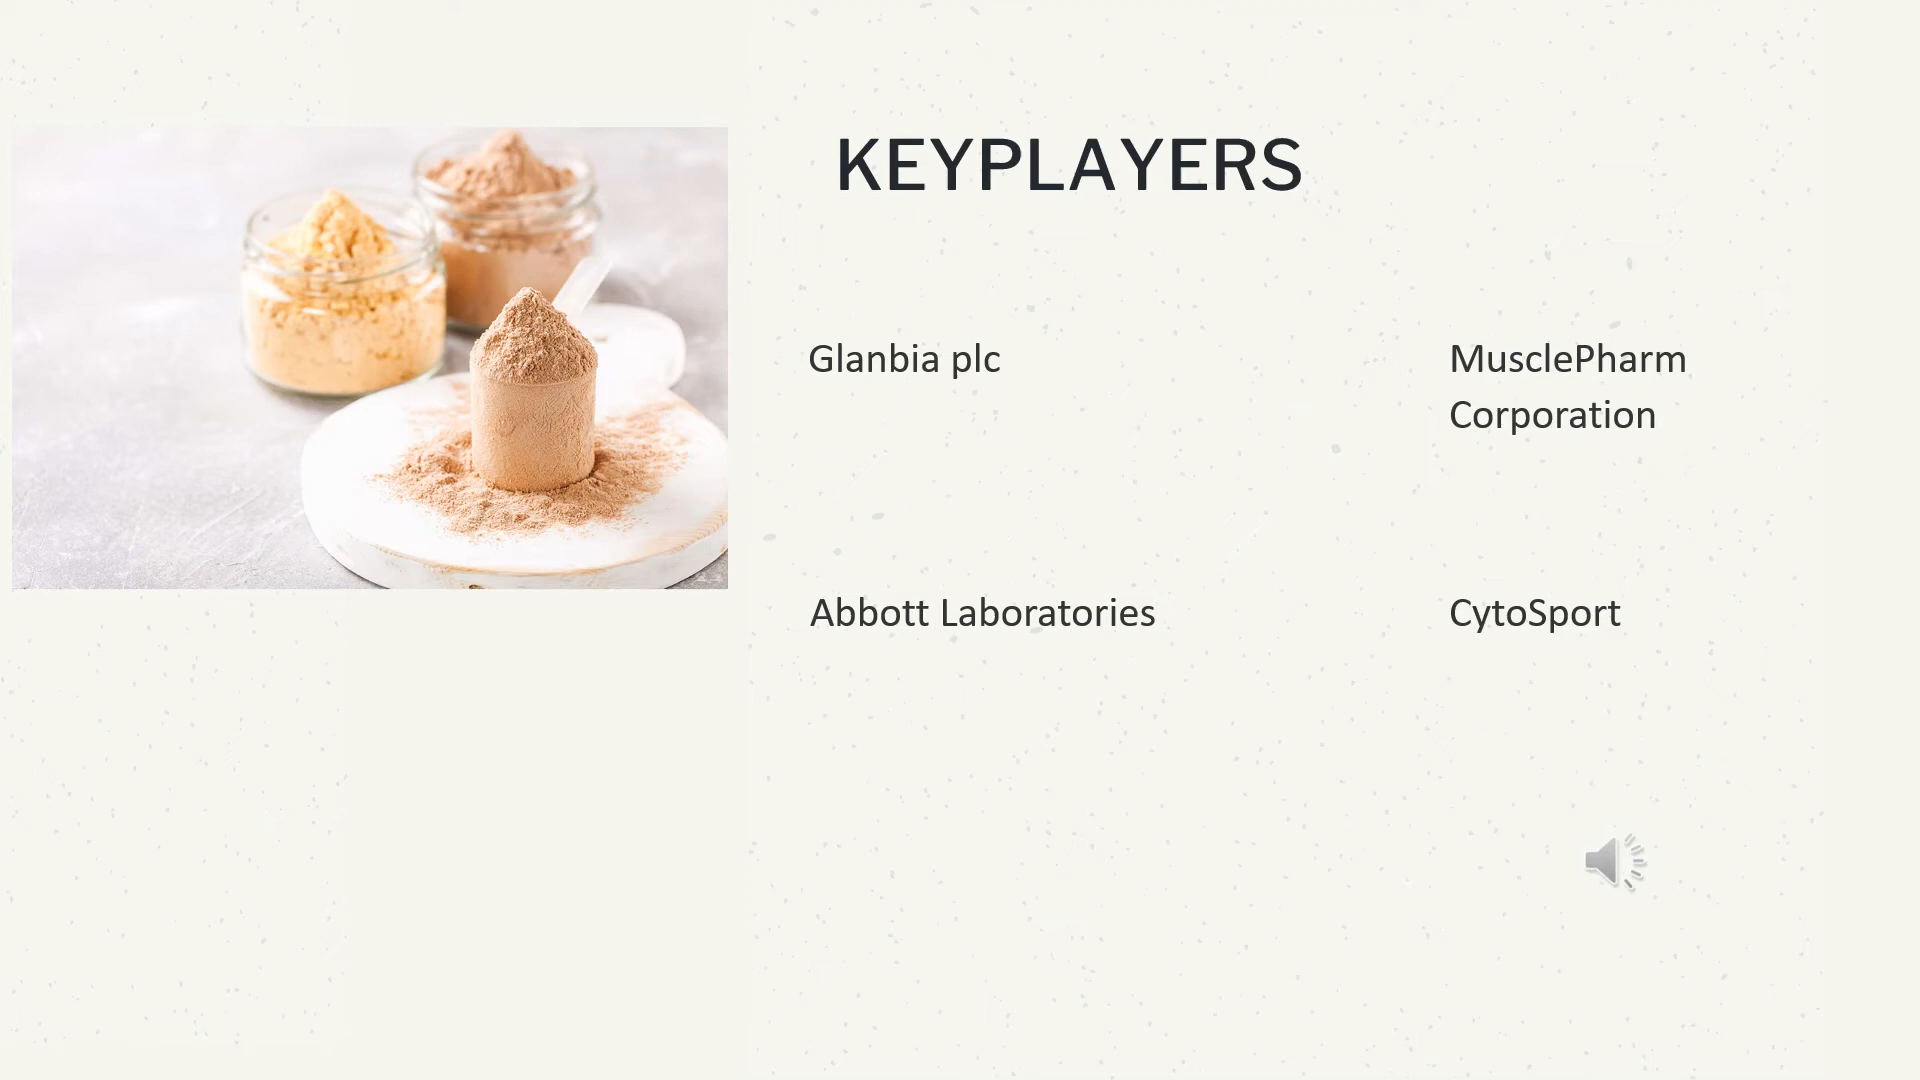 KEYPLAYERS
Glanbia plc
MusclePharm
Corporation
Abbott Laboratories
CytoSport